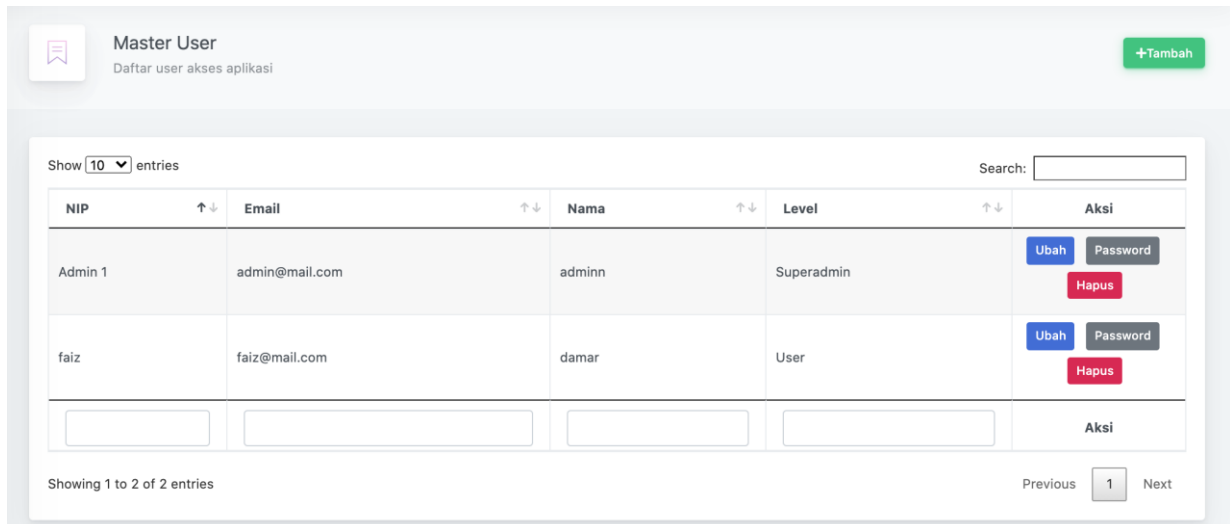 Master User
Daftar user akses aplikasi
+Tambah
Show 10 entries
Search:
NIP Email Nama Level Aksi
Ubah Password
Admin 1 admin@mail.com adminn Superadmin
Hapus
Ubah Password
faiz faiz@mail.com damar User
Hapus
Aksi
Showing 1 to 2 of 2 entries
Previous 1 Next